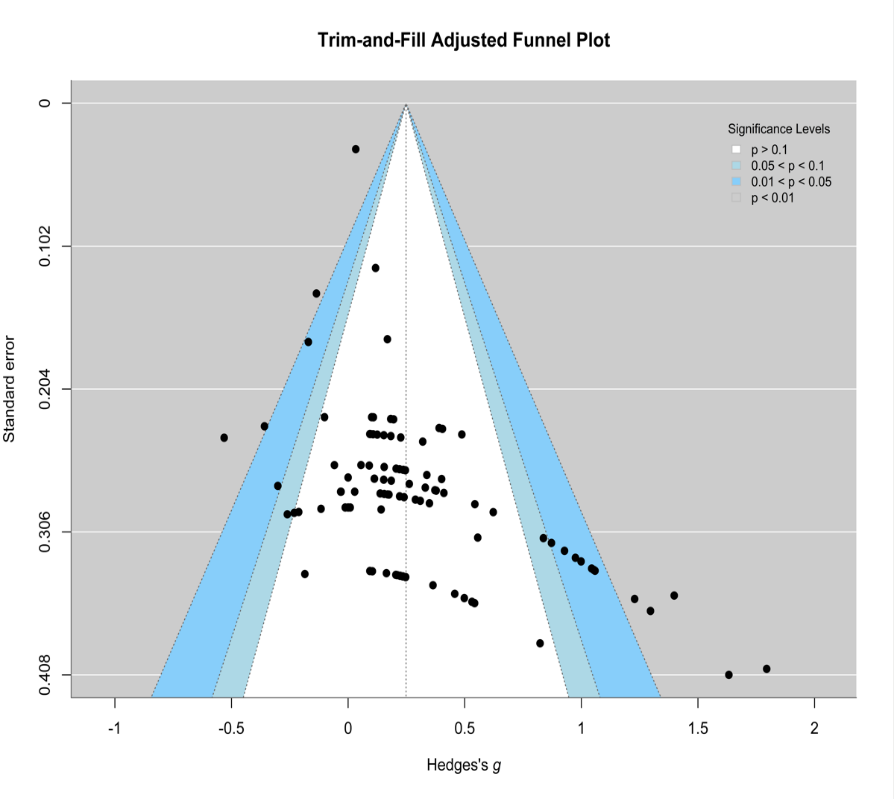 Trim-and-Fill Adjusted Funnel Plot
Significance Levels
p > 0.1
0.05 < p < 0.1
0.01 < p < 0.05
p < 0.01
Standard error
0
0.102
0.224
0.306
0.408
-1
-0.5
0
0.5
1
1.5
2
Hedges's g